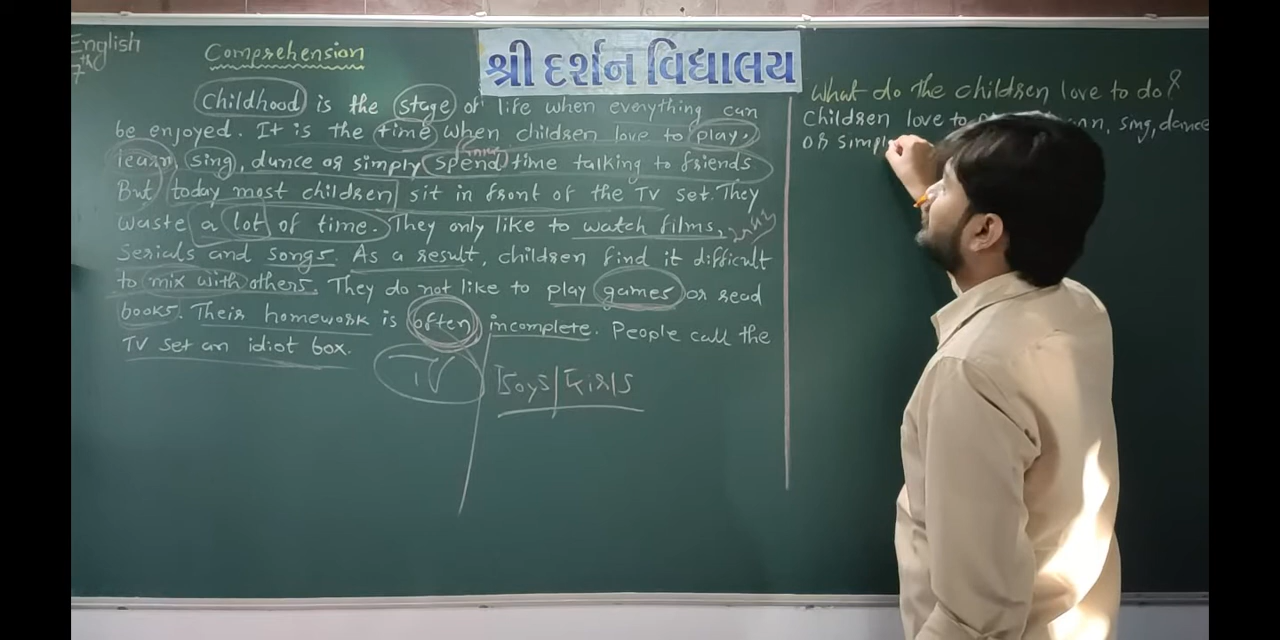 English
7th
Comprehension
શ્રી દર્શન વિદ્યાલય
Childhood is the stage of life when everything can
be enjoyed. It is the time when children love to play,
learn, sing, dance or simply spend time talking to friends
But today most children sit in front of the TV set. They
waste a lot of time. They only like to watch films,
Serials and songs. As a result, children find it difficult
to mix with others. They do not like to play games or read
books. Their homework is often incomplete. People call the
TV set an idiot box.
TV
Boys | Girls
What do the children love to do?
Children love to sing, dance
or simpl